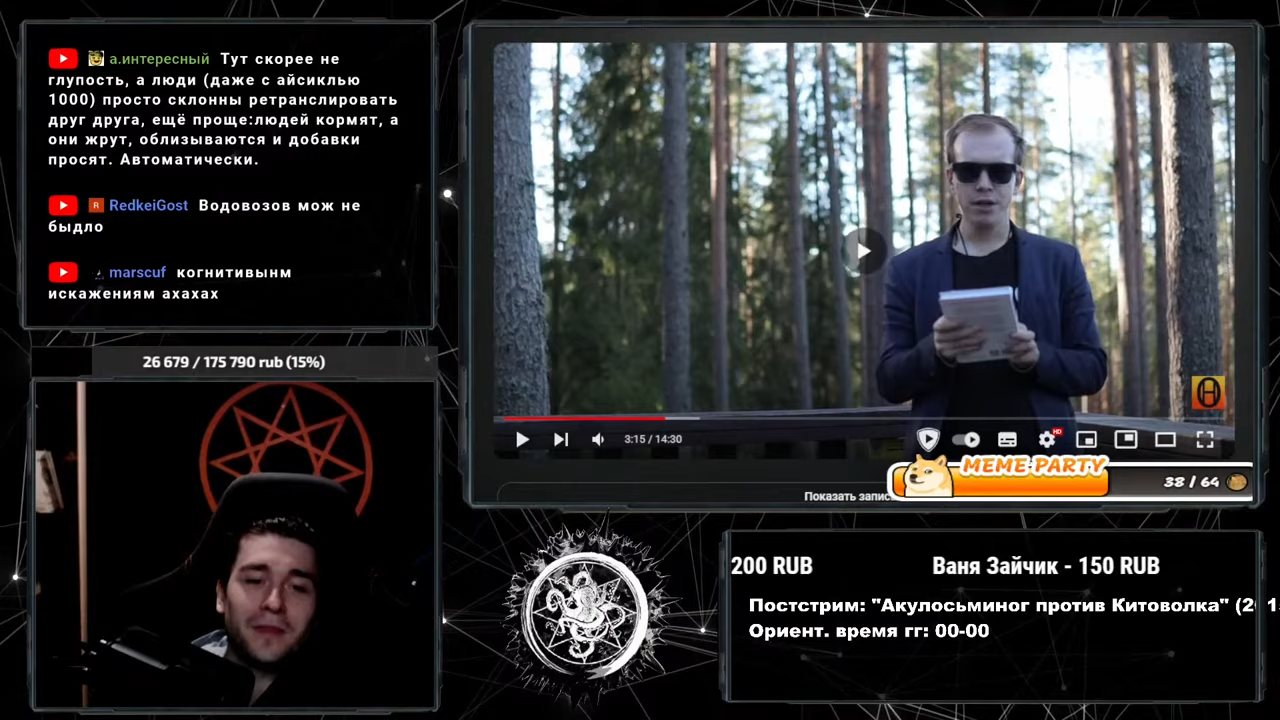 а.интересный Тут скорее не
глупость, а люди (даже с айсиклью
1000) просто склонны ретранслировать
друг друга, ещё проще:людей кормят, а
они жрут, облизываются и добавки
просят. Автоматически.
RedkeiGost Водовозов мож не
быдло
marscuf когнитивынм
искажениям ахахах
26 679 / 175 790 rub (15%)
3:15 / 14:30
HD
MEME PARTY
38 / 64
Показать запис
200 RUB Ваня Зайчик - 150 RUB
Постстрим: "Акулосьминог против Китоволка"
Ориент. время гг: 00-00